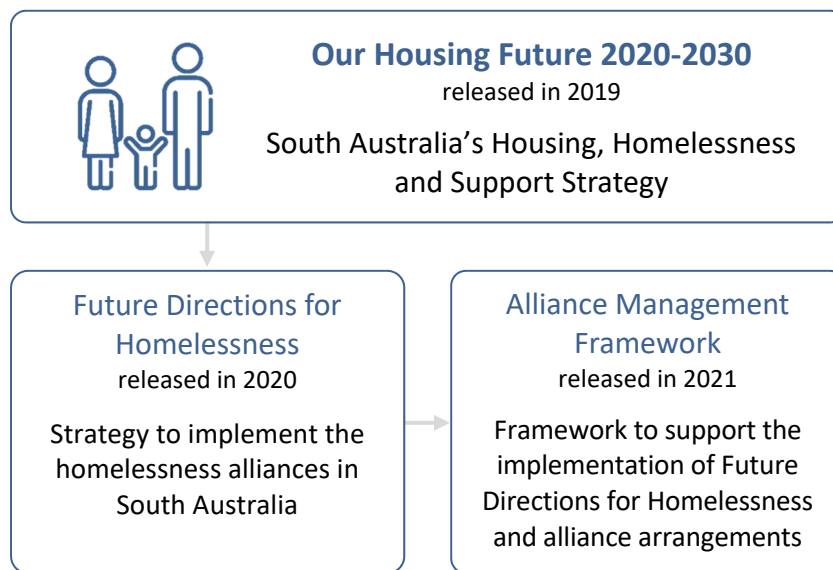 Our Housing Future 2020-2030
released in 2019
South Australia’s Housing, Homelessness
and Support Strategy
Future Directions for
Homelessness
released in 2020
Strategy to implement the
homelessness alliances in
South Australia
Alliance Management
Framework
released in 2021
Framework to support the
implementation of Future
Directions for Homelessness
and alliance arrangements